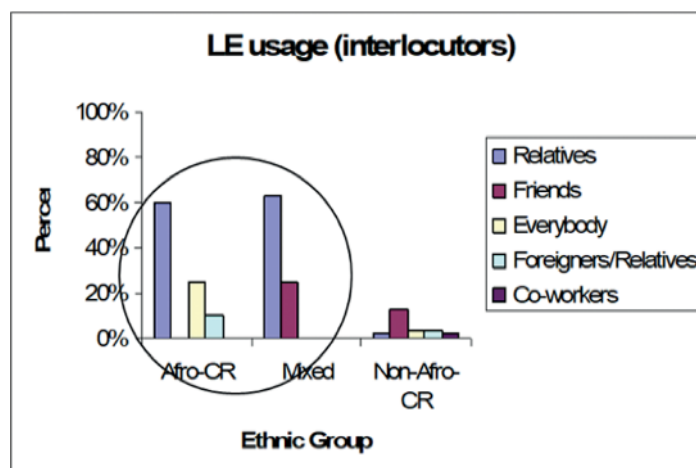 LE usage (interlocutors)
100%
80%
60%
40%
20%
0%
Percer
Afro-CR
Mixed
Non-Afro-
CR
Ethnic Group
Relatives
Friends
Everybody
Foreigners/Relatives
Co-workers